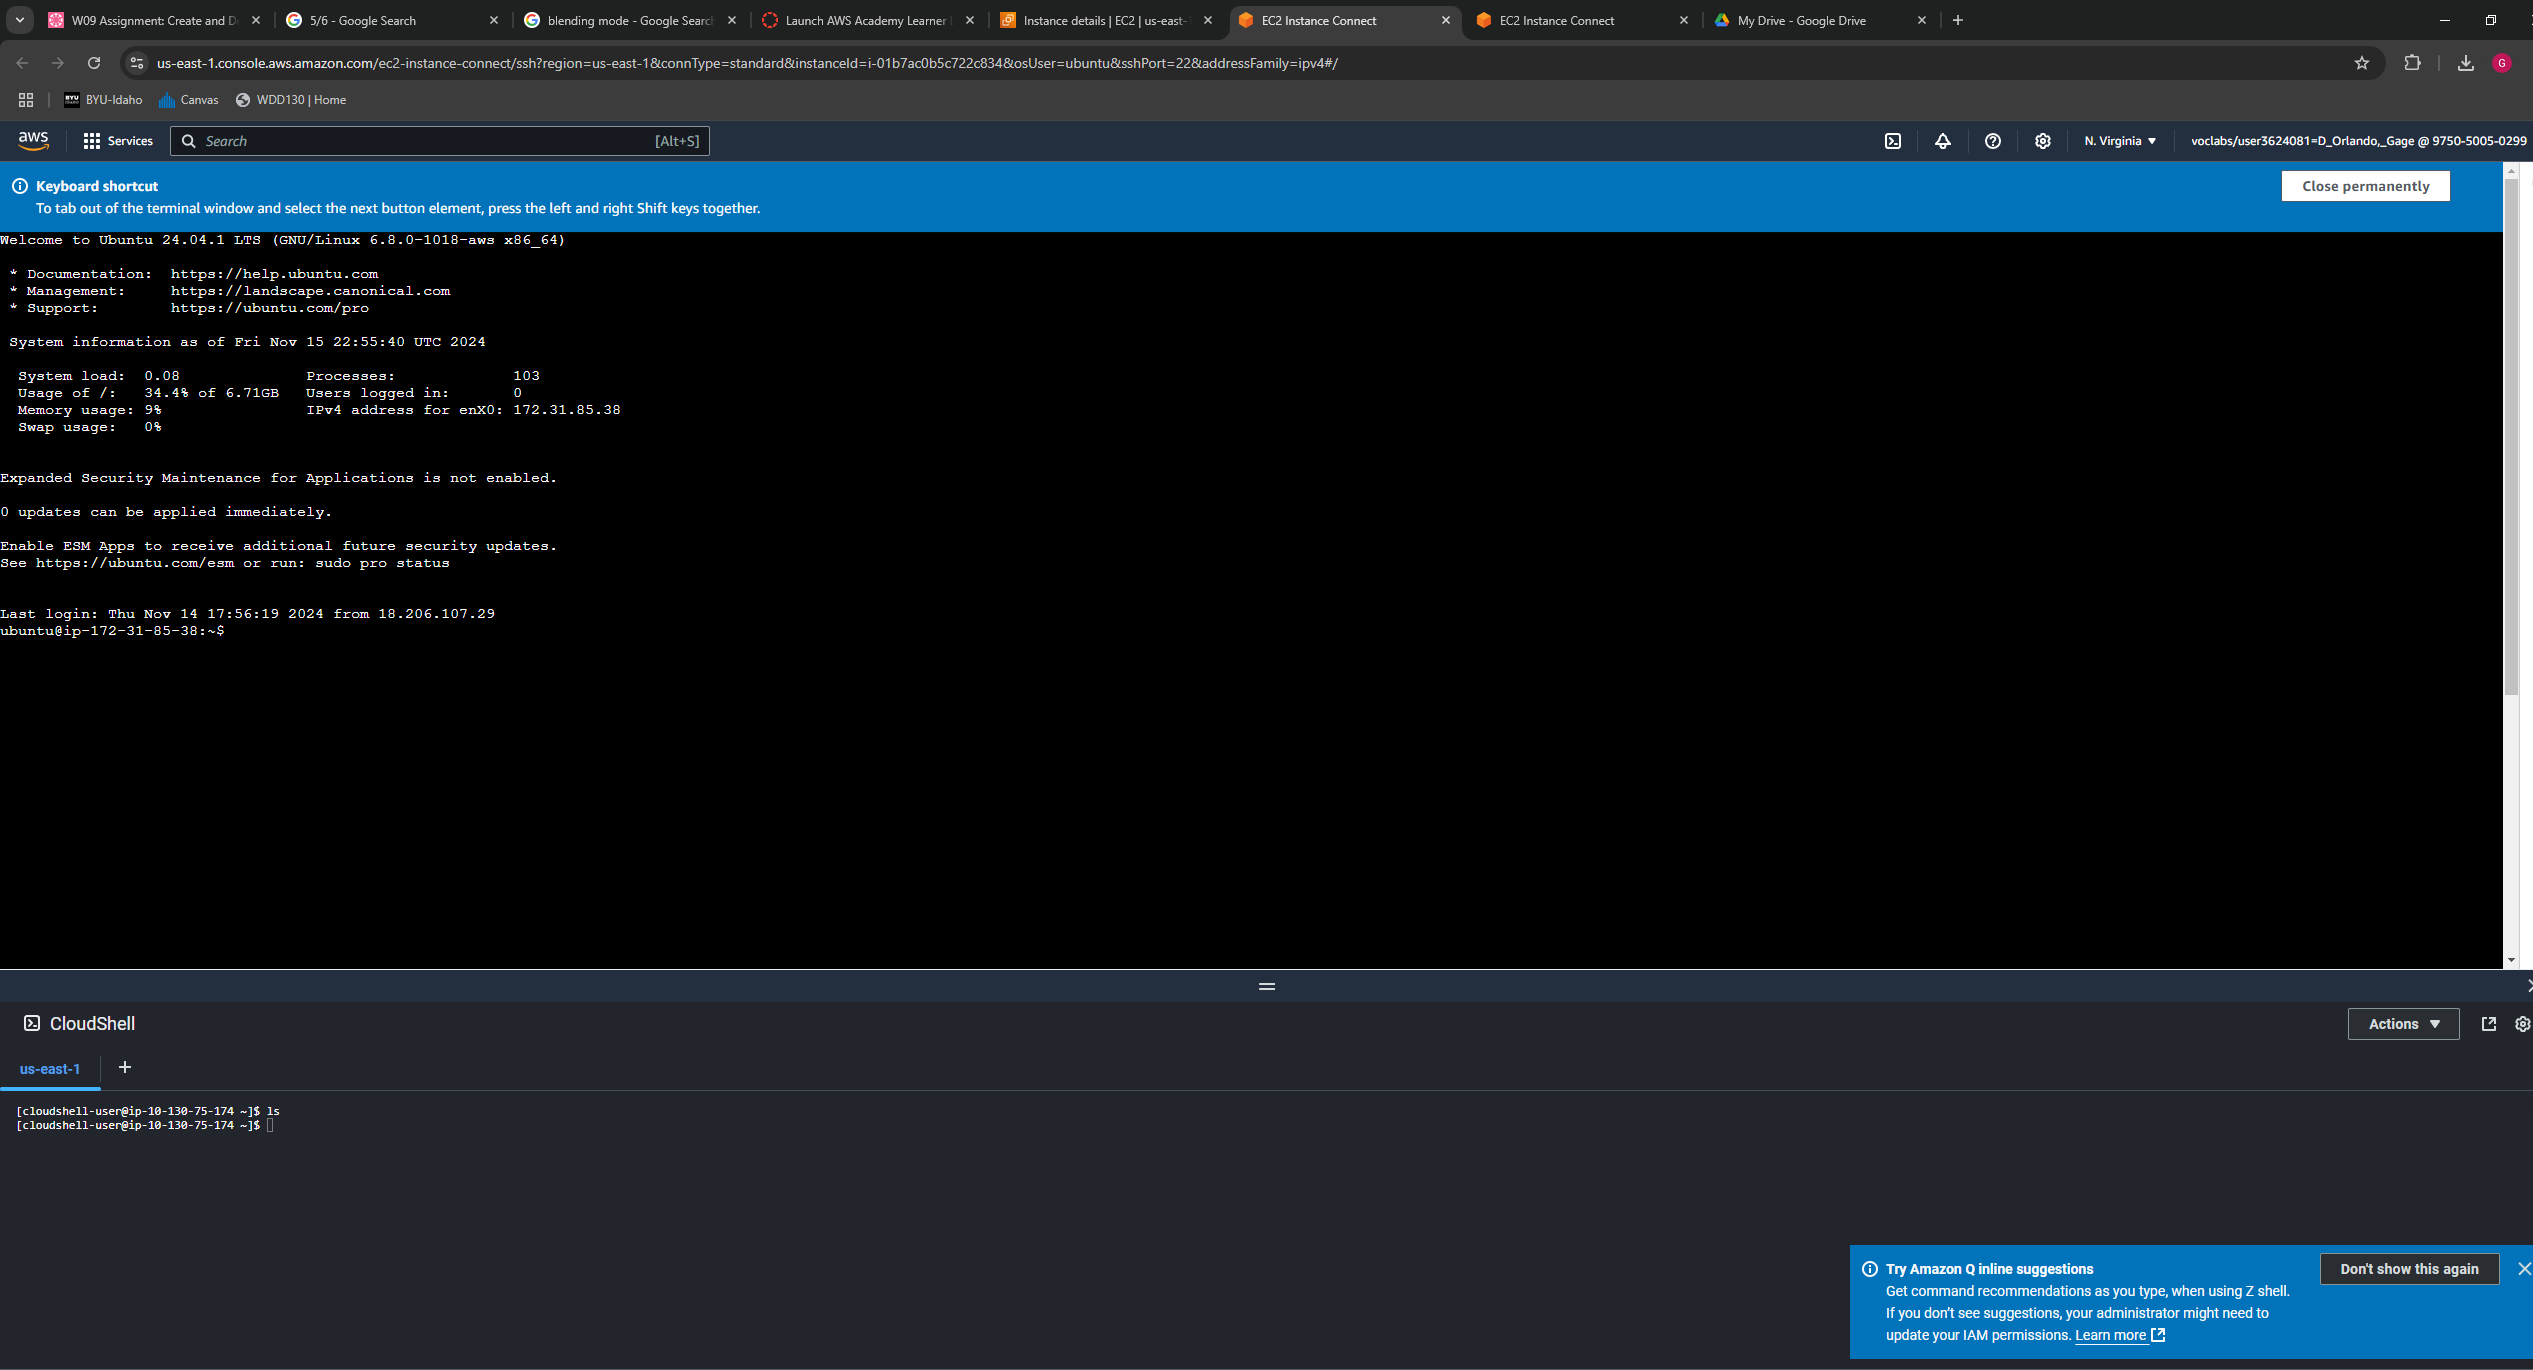 W09 Assignment: Create and D
5/6 - Google Search
blending mode - Google Search
Launch AWS Academy Learner L
Instance details | EC2 | us-east-1
EC2 Instance Connect
EC2 Instance Connect
My Drive - Google Drive
us-east-1.console.aws.amazon.com/ec2-instance-connect/ssh?region=us-east-1&connType=standard&instanceId=i-01b7ac0b5c722c834&osUser=ubuntu&sshPort=22&addressFamily=ipv4#/
G
BYU-Idaho
Canvas
WDD130 | Home
aws
Services
Search
[Alt+S]
N. Virginia
voclabs/user3624081=D_Orlando,_Gage @ 9750-5005-0299
Keyboard shortcut
Close permanently
To tab out of the terminal window and select the next button element, press the left and right Shift keys together.
Welcome to Ubuntu 24.04.1 LTS (GNU/Linux 6.8.0-1018-aws x86_64)
* Documentation:  https://help.ubuntu.com
* Management:     https://landscape.canonical.com
* Support:        https://ubuntu.com/pro
System information as of Fri Nov 15 22:55:40 UTC 2024
System load:  0.08              Processes:             103
Usage of /:   34.4% of 6.71GB   Users logged in:       0
Memory usage: 9%                IPv4 address for enX0: 172.31.85.38
Swap usage:   0%
Expanded Security Maintenance for Applications is not enabled.
0 updates can be applied immediately.
Enable ESM Apps to receive additional future security updates.
See https://ubuntu.com/esm or run: sudo pro status
Last login: Thu Nov 14 17:56:19 2024 from 18.206.107.29
ubuntu@ip-172-31-85-38:~$
CloudShell
Actions
us-east-1
[cloudshell-user@ip-10-130-75-174 ~]$ ls
[cloudshell-user@ip-10-130-75-174 ~]$
Try Amazon Q inline suggestions
Don't show this again
Get command recommendations as you type, when using Z shell.
If you don't see suggestions, your administrator might need to
update your IAM permissions. Learn more